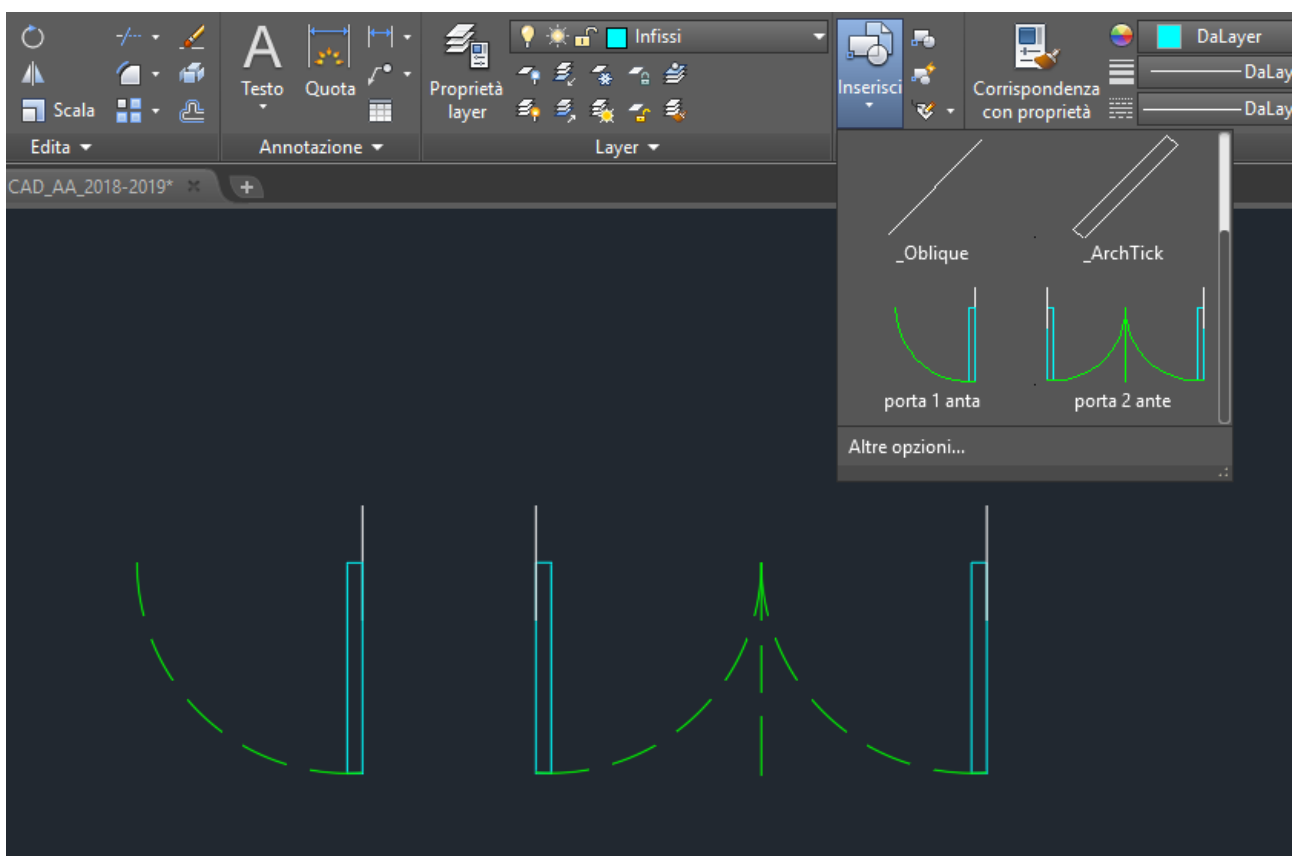 Infissi
DaLayer
Scala
Testo
Quota
Proprietà
layer
Inserisci
Corrispondenza
con proprietà
DaLay
DaLay
Edita
Annotazione
Layer
CAD_AA_2018-2019*
_Oblique
_ArchTick
porta 1 anta
porta 2 ante
Altre opzioni...